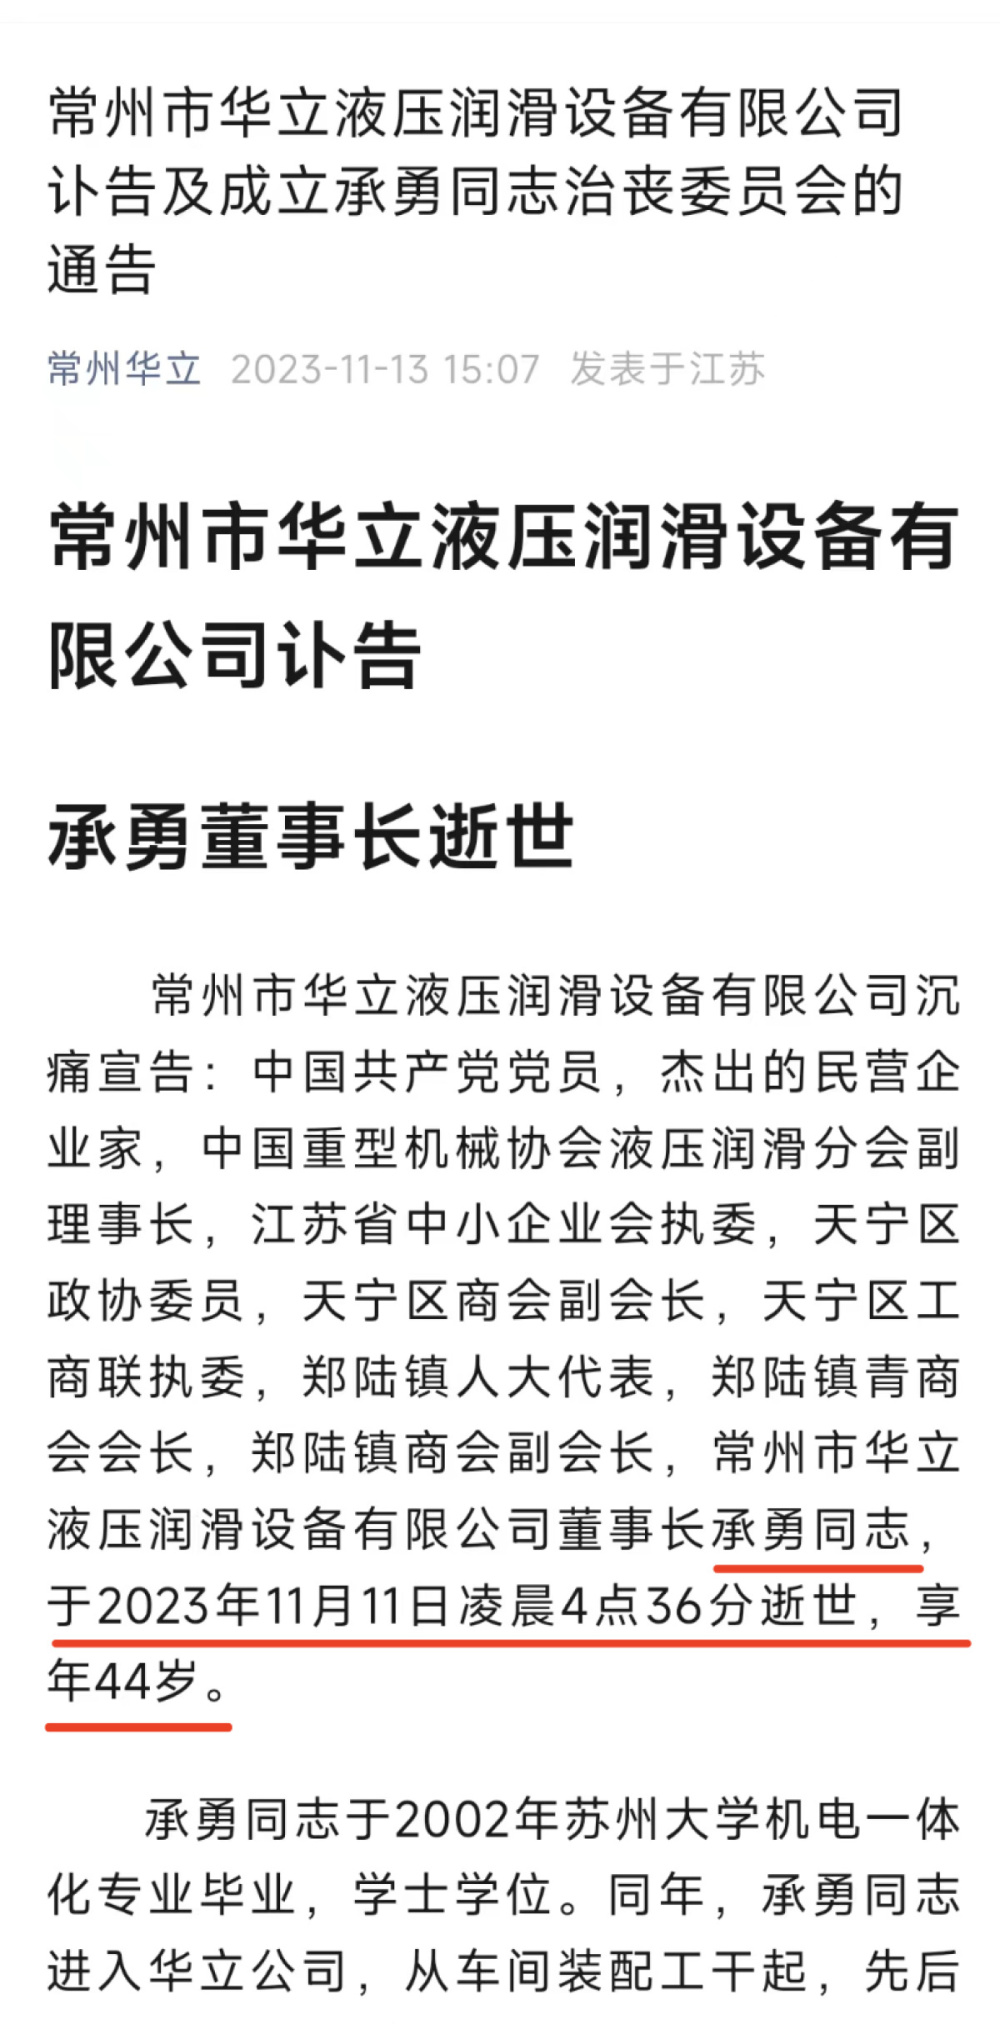 常州市华立液压润滑设备有限公司
讣告及成立承勇同志治丧委员会的
通告
常州华立 2023-11-13 15:07 发表于江苏
常州市华立液压润滑设备有
限公司讣告
承勇董事长逝世
常州市华立液压润滑设备有限公司沉
痛宣告：中国共产党党员，杰出的民营企
业家，中国重型机械协会液压润滑分会副
理事长，江苏省中小企业会执委，天宁区
政协委员，天宁区商会副会长，天宁区工
商联执委，郑陆镇人大代表，郑陆镇青商
会会长，郑陆镇商会副会长，常州市华立
液压润滑设备有限公司董事长承勇同志，
于2023年11月11日凌晨4点36分逝世，享
年44岁。
承勇同志于2002年苏州大学机电一体
化专业毕业，学士学位。同年，承勇同志
进入华立公司，从车间装配工干起，先后